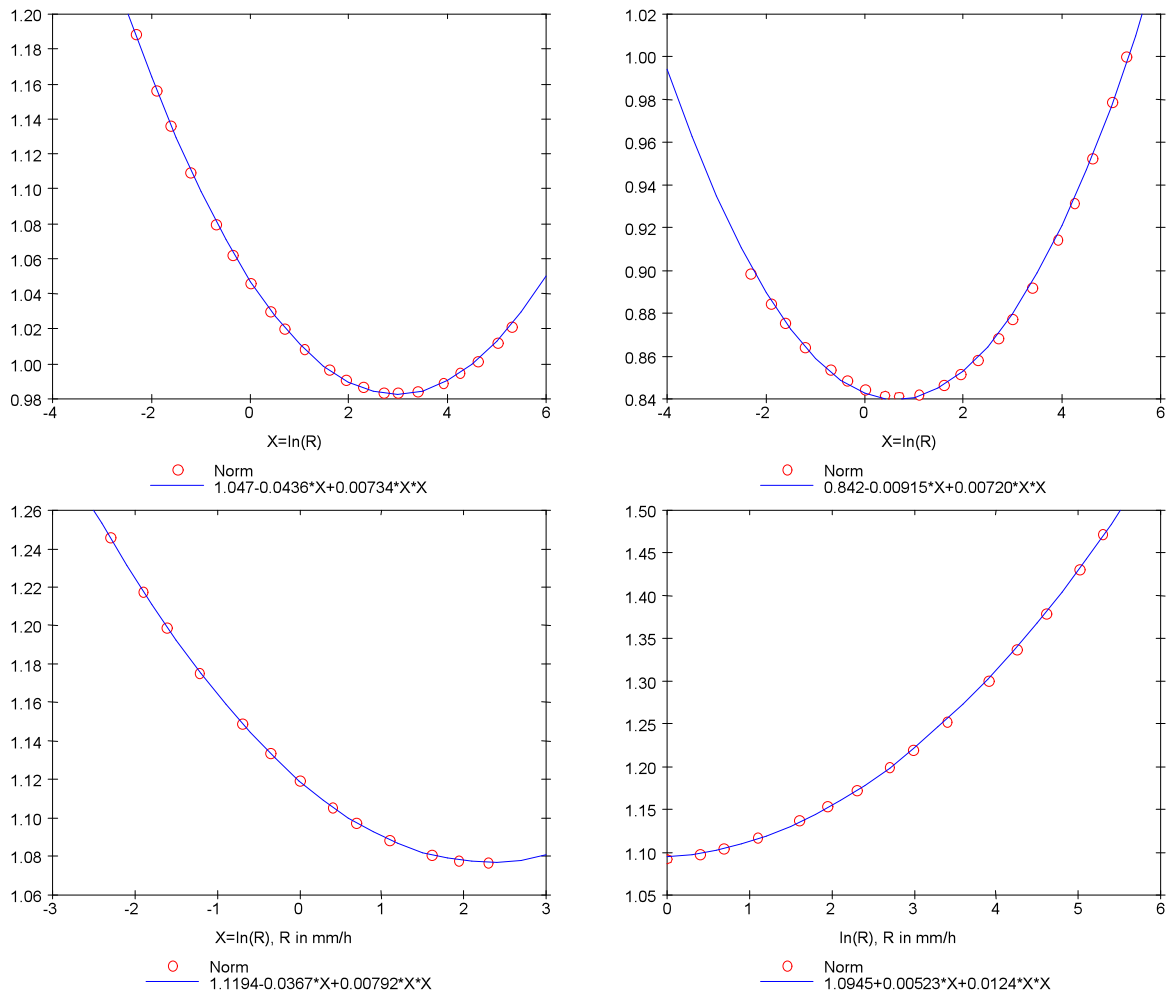 1.20
1.18
1.16
1.14
1.12
1.10
1.08
1.06
1.04
1.02
1.00
0.98
-4 -2 0 2 4 6
X=ln(R)
Norm
1.047-0.0436*X+0.00734*X*X
1.02
1.00
0.98
0.96
0.94
0.92
0.90
0.88
0.86
0.84
-4 -2 0 2 4 6
X=ln(R)
Norm
0.842-0.00915*X+0.00720*X*X
1.26
1.24
1.22
1.20
1.18
1.16
1.14
1.12
1.10
1.08
1.06
-3 -2 -1 0 1 2 3
X=ln(R), R in mm/h
Norm
1.1194-0.0367*X+0.00792*X*X
1.50
1.45
1.40
1.35
1.30
1.25
1.20
1.15
1.10
1.05
0 1 2 3 4 5 6
ln(R), R in mm/h
Norm
1.0945+0.00523*X+0.0124*X*X